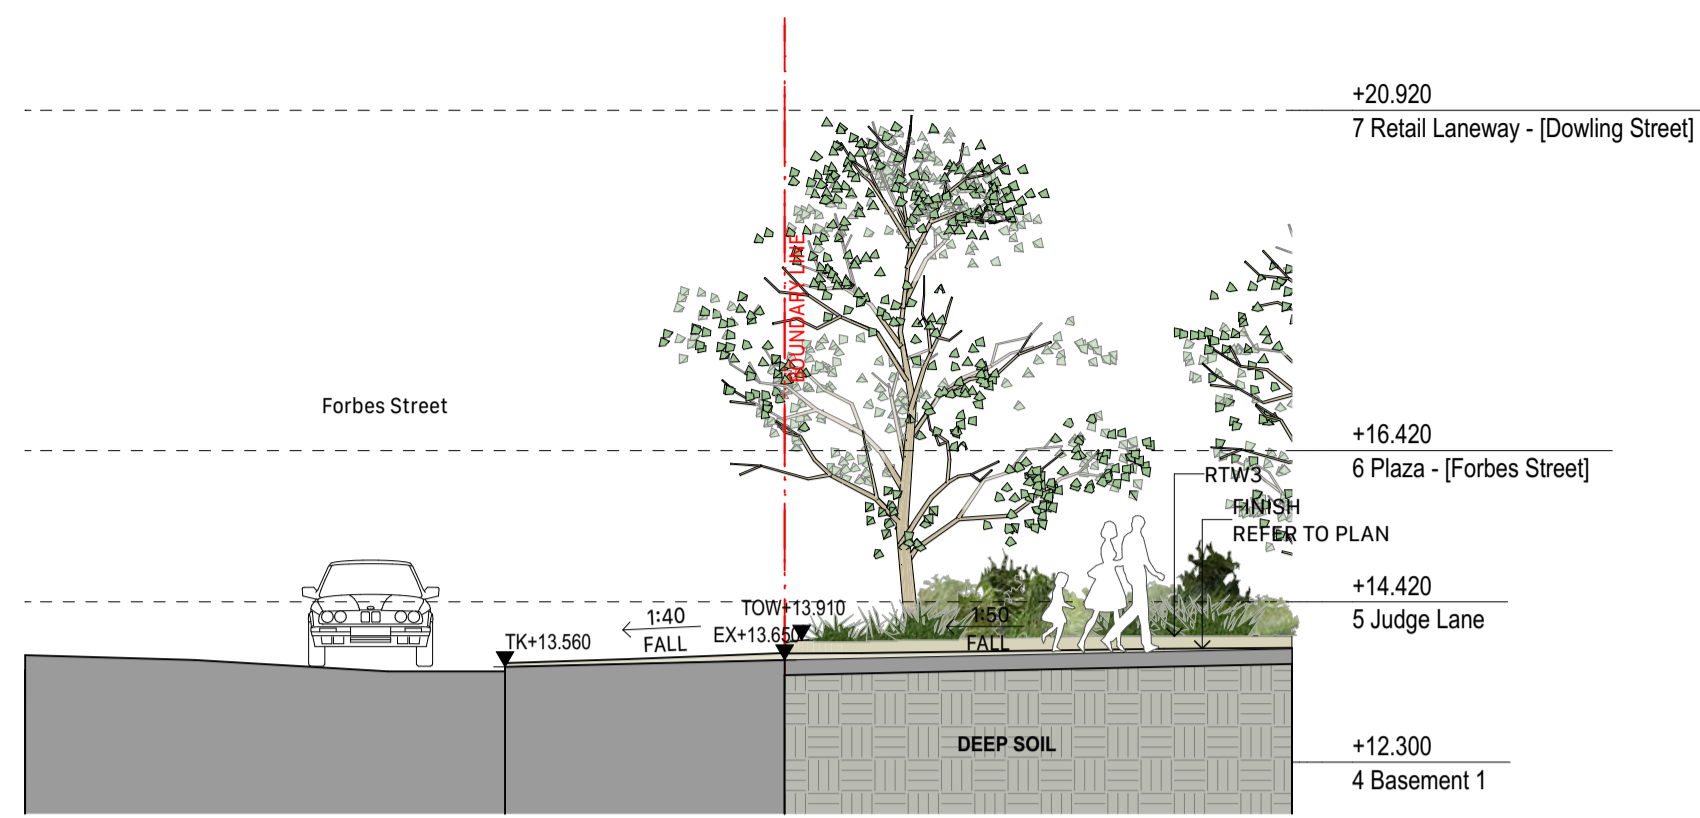 +20.920
7 Retail Laneway - [Dowling Street]
BOUNDARY LINE
Forbes Street
+16.420
6 Plaza - [Forbes Street]
RTW3
FINISH
REFER TO PLAN
+14.420
5 Judge Lane
TOW+13.910
1:40
FALL
1:50
FALL
TK+13.560
EX+13.650
DEEP SOIL
+12.300
4 Basement 1